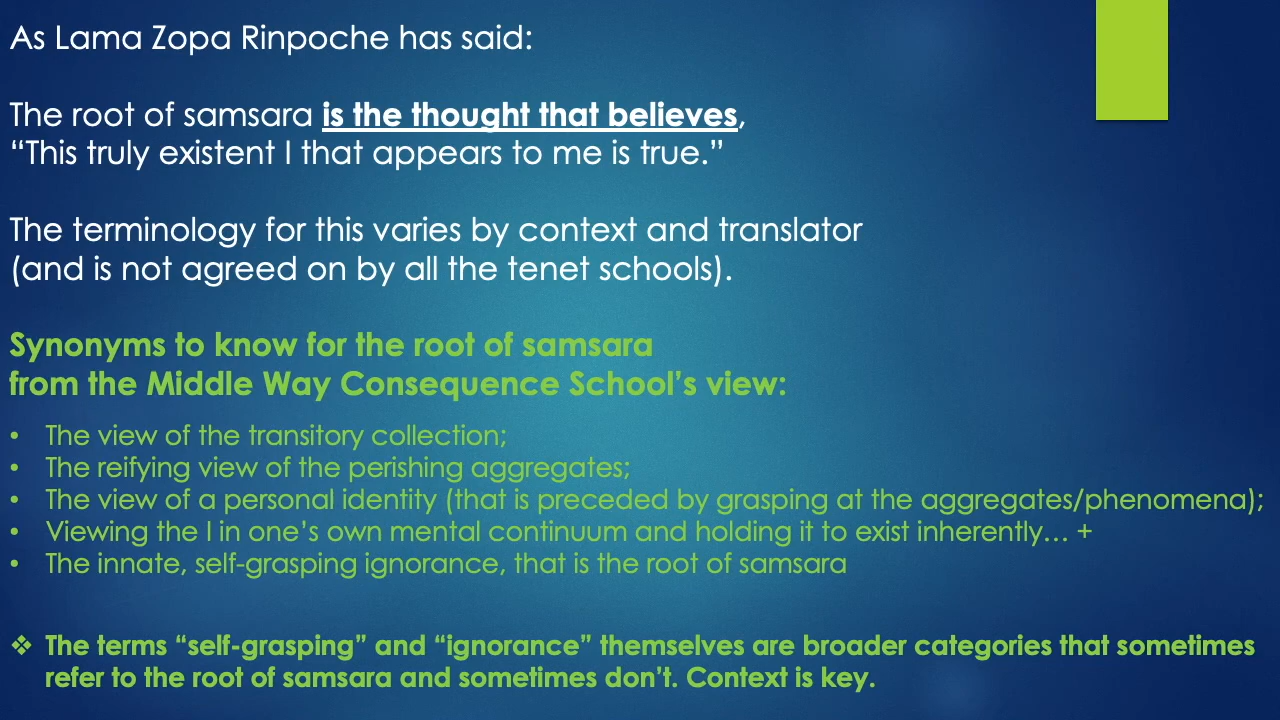 As Lama Zopa Rinpoche has said:
The root of samsara is the thought that believes,
“This truly existent I that appears to me is true.”
The terminology for this varies by context and translator
(and is not agreed on by all the tenet schools).
Synonyms to know for the root of samsara
from the Middle Way Consequence School’s view:
• The view of the transitory collection;
• The reifying view of the perishing aggregates;
• The view of a personal identity (that is preceded by grasping at the aggregates/phenomena);
• Viewing the I in one’s own mental continuum and holding it to exist inherently… +
• The innate, self-grasping ignorance, that is the root of samsara
❖ The terms “self-grasping” and “ignorance” themselves are broader categories that sometimes
refer to the root of samsara and sometimes don’t. Context is key.